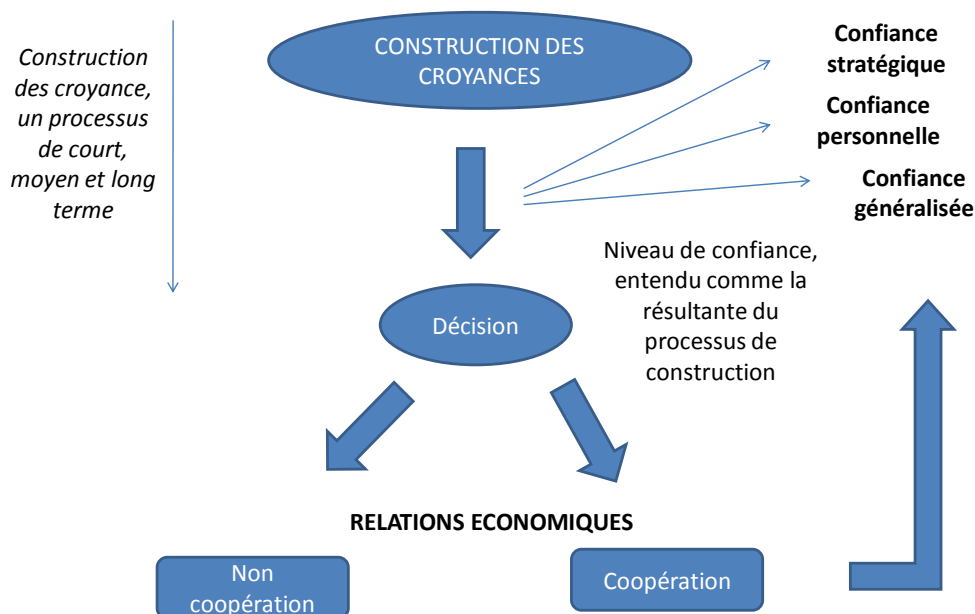 CONSTRUCTION DES
CROYANCES
Construction
des croyance,
un processus
de court,
moyen et long
terme
Confiance
stratégique
Confiance
personnelle
Confiance
généralisée
Niveau de confiance,
entendu comme la
résultante du
processus de
construction
Décision
RELATIONS ECONOMIQUES
Non
coopération
Coopération